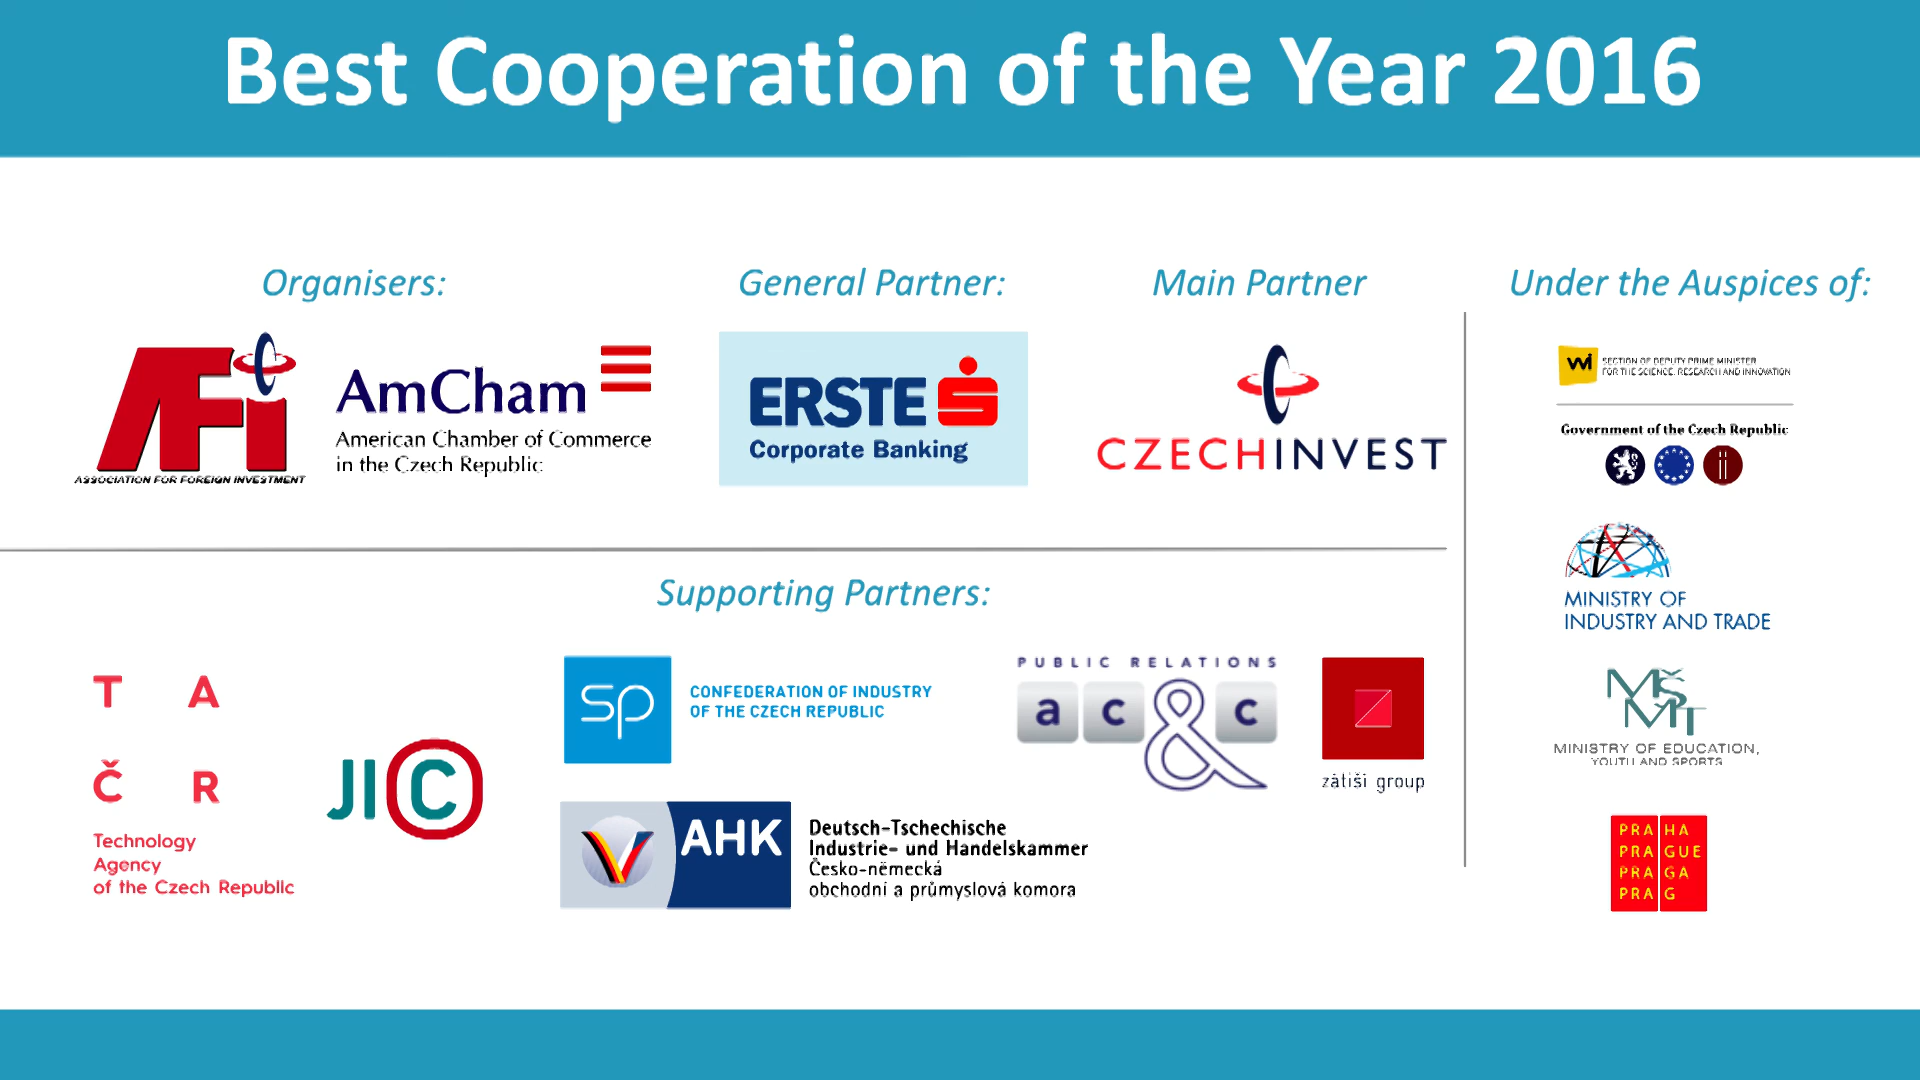 Best Cooperation of the Year 2016
Organisers:
AFi
ASSOCIATION FOR FOREIGN INVESTMENT
AmCham
American Chamber of Commerce
in the Czech Republic
General Partner:
ERSTE
Corporate Banking
Main Partner
CZECHINVEST
Under the Auspices of:
SECTION OF DEPUTY PRIME MINISTER
FOR THE SCIENCE, RESEARCH AND INNOVATION
Government of the Czech Republic
MINISTRY OF
INDUSTRY AND TRADE
MŠMT
MINISTRY OF EDUCATION,
YOUTH AND SPORTS
PRA HA
PRA GUE
PRA GA
PRA G
Supporting Partners:
T A
Č R
Technology
Agency
of the Czech Republic
JIC
sp
CONFEDERATION OF INDUSTRY
OF THE CZECH REPUBLIC
PUBLIC RELATIONS
ac&c
zátiší group
AHK
Deutsch-Tschechische
Industrie- und Handelskammer
Česko-německá
obchodní a průmyslová komora